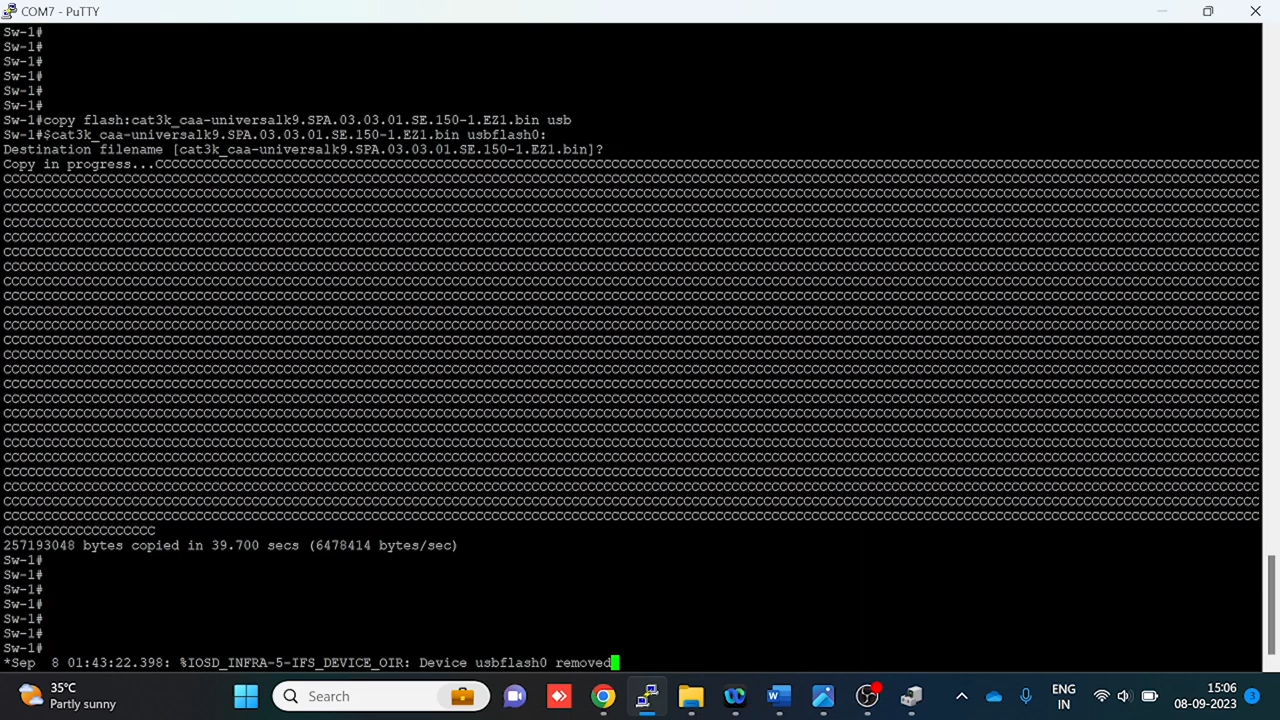 COM7 - PuTTY
Sw-1#
Sw-1#
Sw-1#
Sw-1#
Sw-1#
Sw-1#
Sw-1#copy flash:cat3k_caa-universalk9.SPA.03.03.01.SE.150-1.EZ1.bin usb
Sw-1#$cat3k_caa-universalk9.SPA.03.03.01.SE.150-1.EZ1.bin usbflash0:
Destination filename [cat3k_caa-universalk9.SPA.03.03.01.SE.150-1.EZ1.bin]?
Copy in progress...
CCCCCCCCCCCCCCCCCCC
257193048 bytes copied in 39.700 secs (6478414 bytes/sec)
Sw-1#
Sw-1#
Sw-1#
Sw-1#
Sw-1#
Sw-1#
Sw-1#
*Sep  8 01:43:22.398: %IOSD_INFRA-5-IFS_DEVICE_OIR: Device usbflash0 removed
35°C
Partly sunny
Search
ENG
IN
15:06
08-09-2023
3